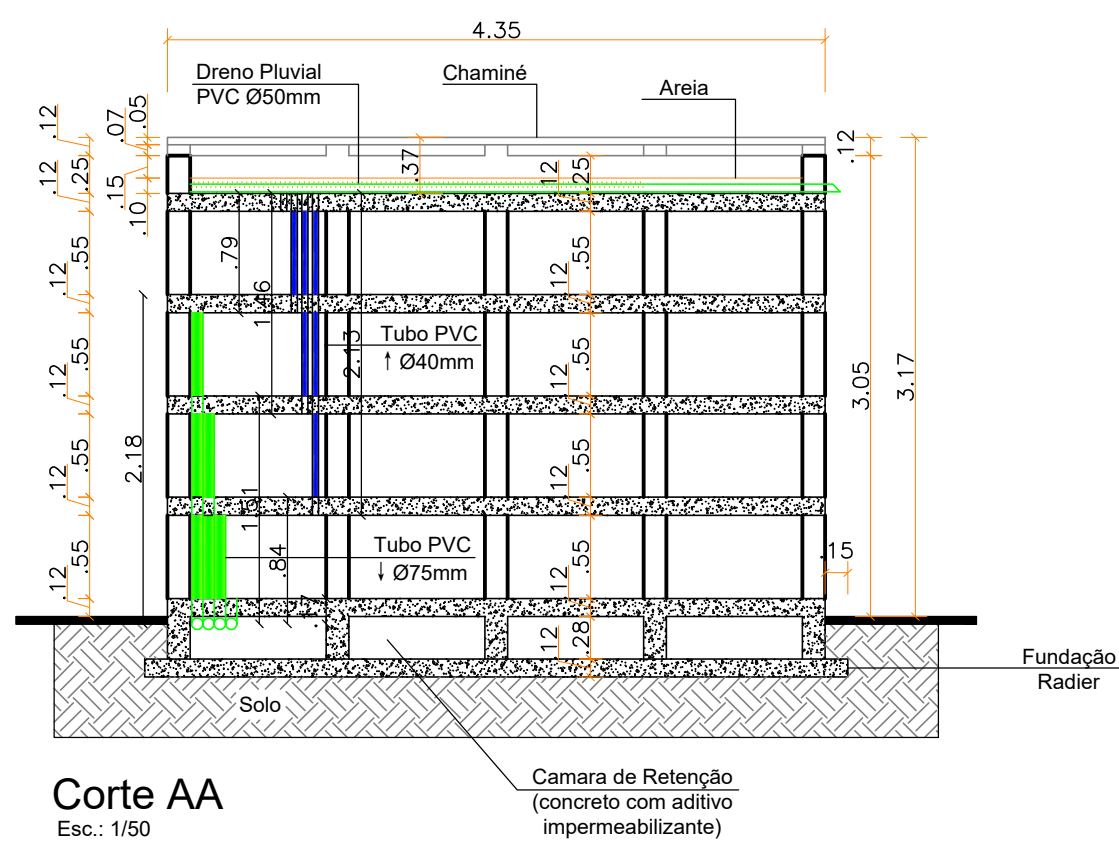 4.35
Dreno Pluvial
PVC Ø50mm
Chaminé
Areia
.12
.07
.05
.12
.25
.15
.10
.37
.12
.25
.12
.55
.12
.79
1.46
2.13
.55
.12
Tubo PVC
↑ Ø40mm
.55
.12
.55
.12
3.05
3.17
2.18
.55
.12
.55
.12
1.51
.84
Tubo PVC
↓ Ø75mm
.55
.12
.55
.12
.15
.17
.12
.28
Fundação
Radier
Solo
Camara de Retenção
(concreto com aditivo
impermeabilizante)
Corte AA
Esc.: 1/50